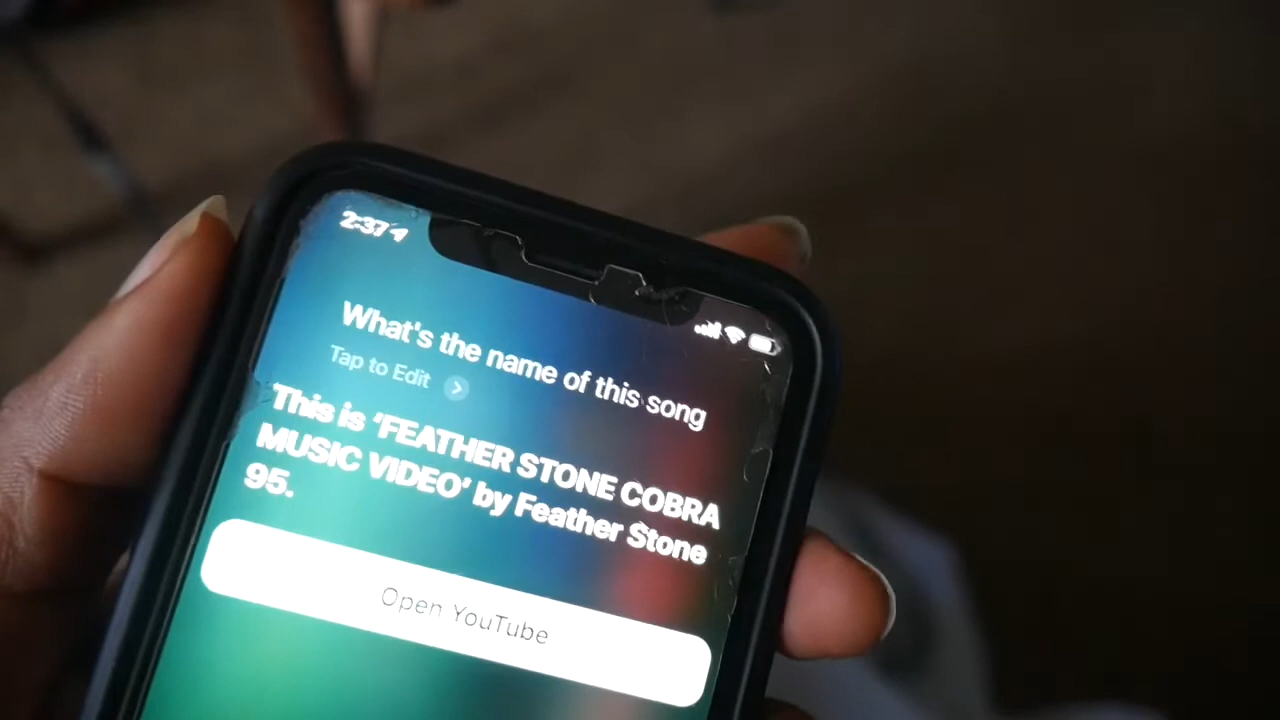 2:37
What's the name of this song
Tap to Edit
This is ‘FEATHER STONE COBRA
MUSIC VIDEO’ by Feather Stone
95.
Open YouTube